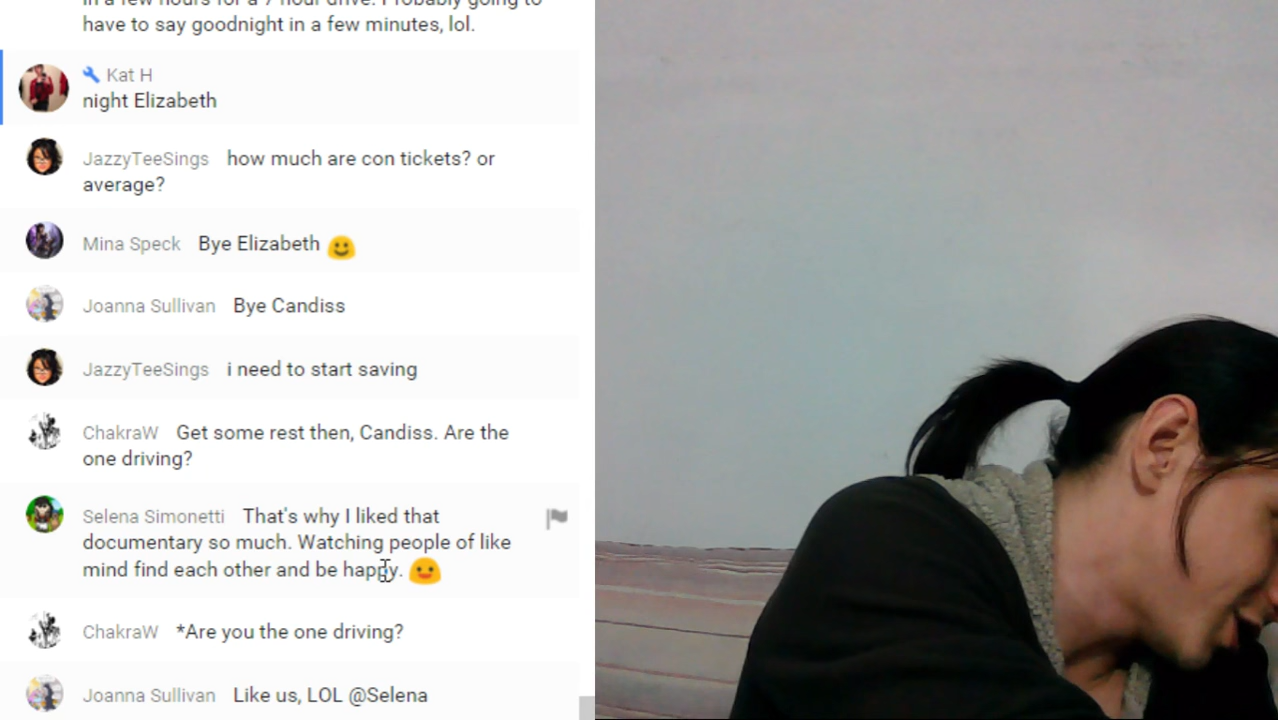 in a few hours for a 7 hour drive. Probably going to
have to say goodnight in a few minutes, lol.
Kat H
night Elizabeth
JazzyTeeSings how much are con tickets? or
average?
Mina Speck Bye Elizabeth
Joanna Sullivan Bye Candiss
JazzyTeeSings i need to start saving
ChakraW Get some rest then, Candiss. Are the
one driving?
Selena Simonetti That's why I liked that
documentary so much. Watching people of like
mind find each other and be happy.
ChakraW *Are you the one driving?
Joanna Sullivan Like us, LOL @Selena